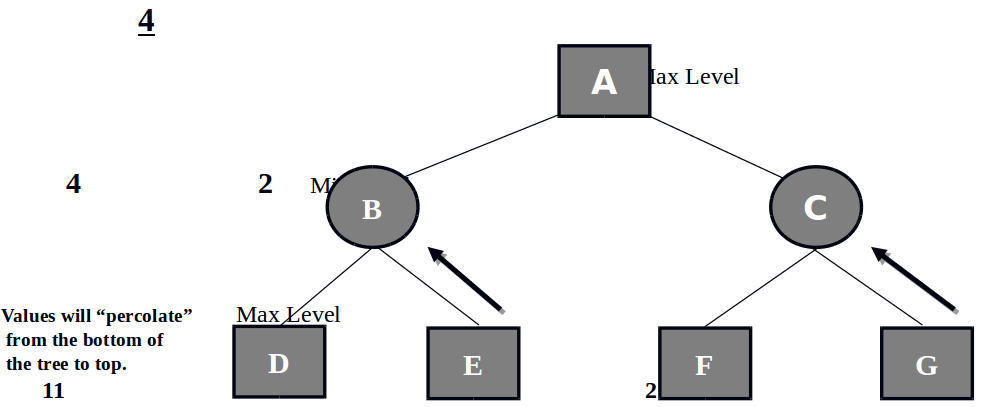 4
A
Max Level
4
2
Mi
B
C
Max Level
Values will “percolate”
from the bottom of
the tree to top.
D
E
F
G
11
2